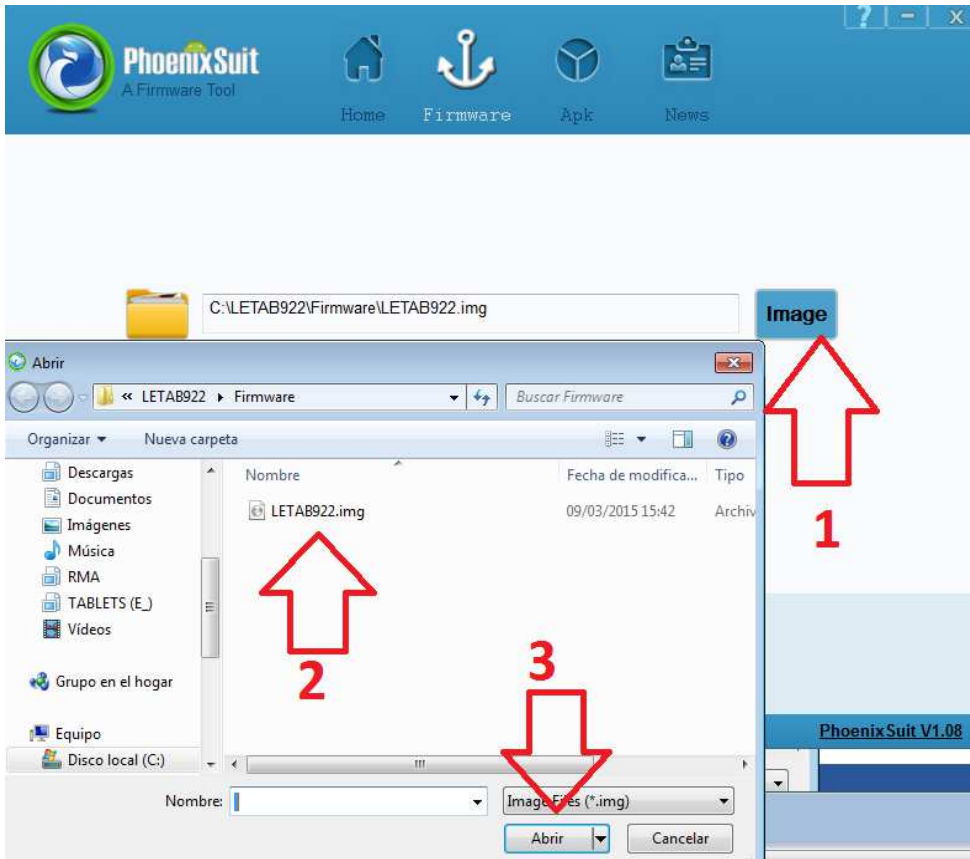 ? – x
PhoenixSuit
A Firmware Tool
Home Firmware Apk News
C:\LETAB922\Firmware\LETAB922.img
Image
Abrir
« LETAB922 Firmware
Buscar Firmware
Organizar Nueva carpeta
Nombre Fecha de modifica... Tipo
Descargas
Documentos
Imágenes
Música
RMA
TABLETS (E_)
Vídeos
Grupo en el hogar
Equipo
Disco local (C:)
LETAB922.img 09/03/2015 15:42 Archiv
1
2
3
PhoenixSuit V1.08
Nombre: Image Files (*.img)
Abrir Cancelar